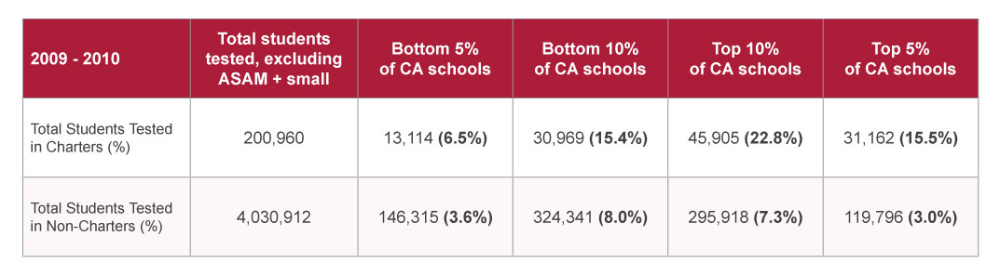 2009 - 2010
Total students
tested, excluding
ASAM + small
Bottom 5%
of CA schools
Bottom 10%
of CA schools
Top 10%
of CA schools
Top 5%
of CA schools
Total Students Tested
in Charters (%)
200,960
13,114 (6.5%)
30,969 (15.4%)
45,905 (22.8%)
31,162 (15.5%)
Total Students Tested
in Non-Charters (%)
4,030,912
146,315 (3.6%)
324,341 (8.0%)
295,918 (7.3%)
119,796 (3.0%)